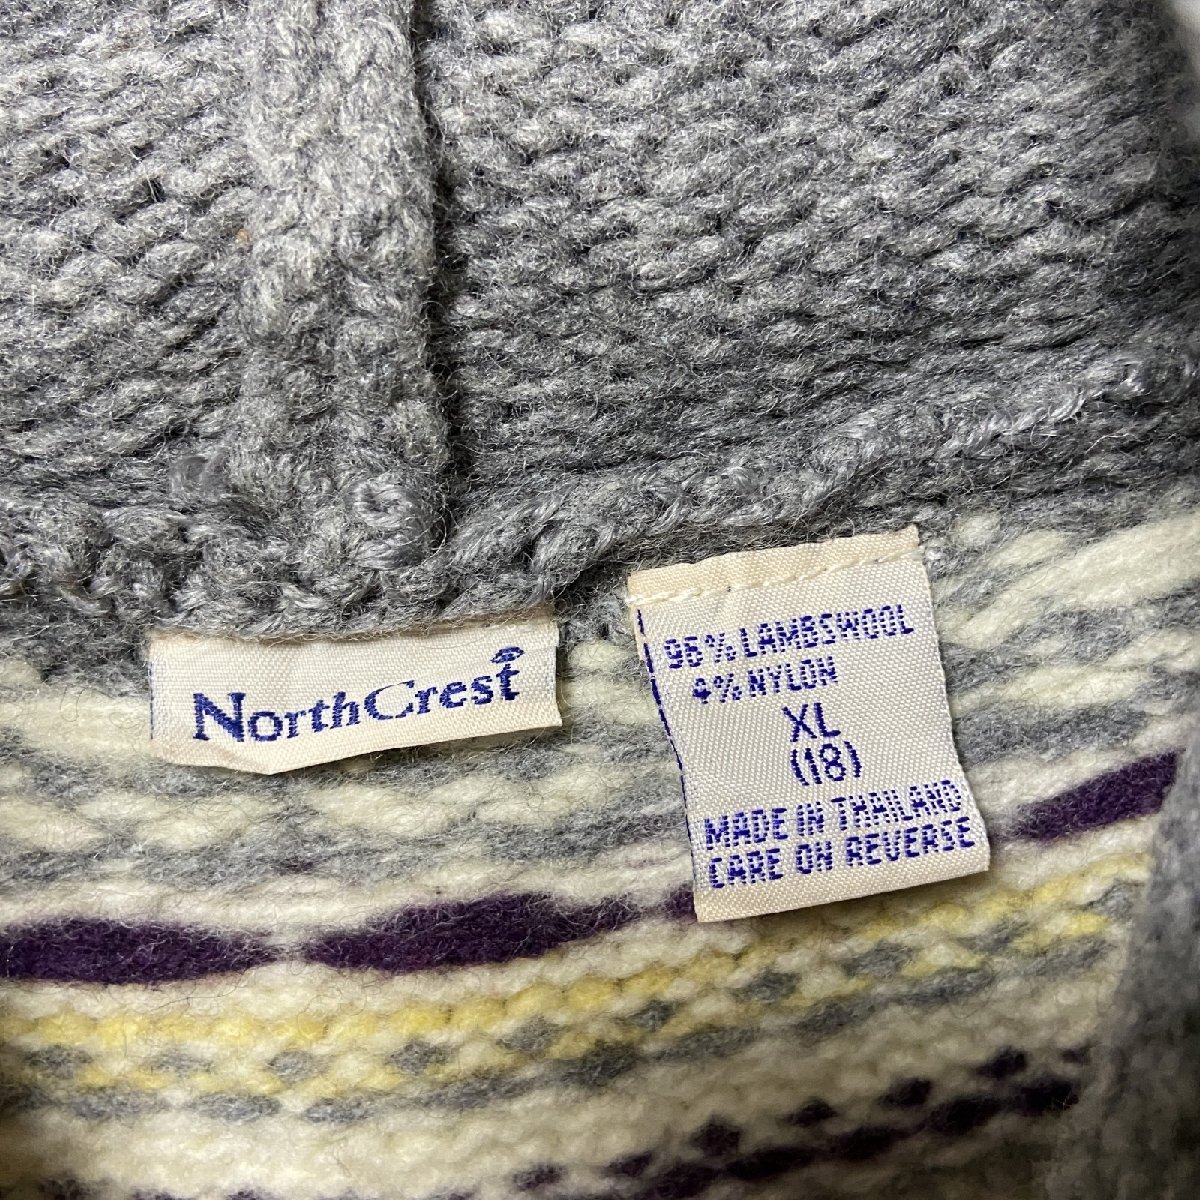 NorthCrest
96% LAMBSWOOL
4% NYLON
XL
(18)
MADE IN THAILAND
CARE ON REVERSE